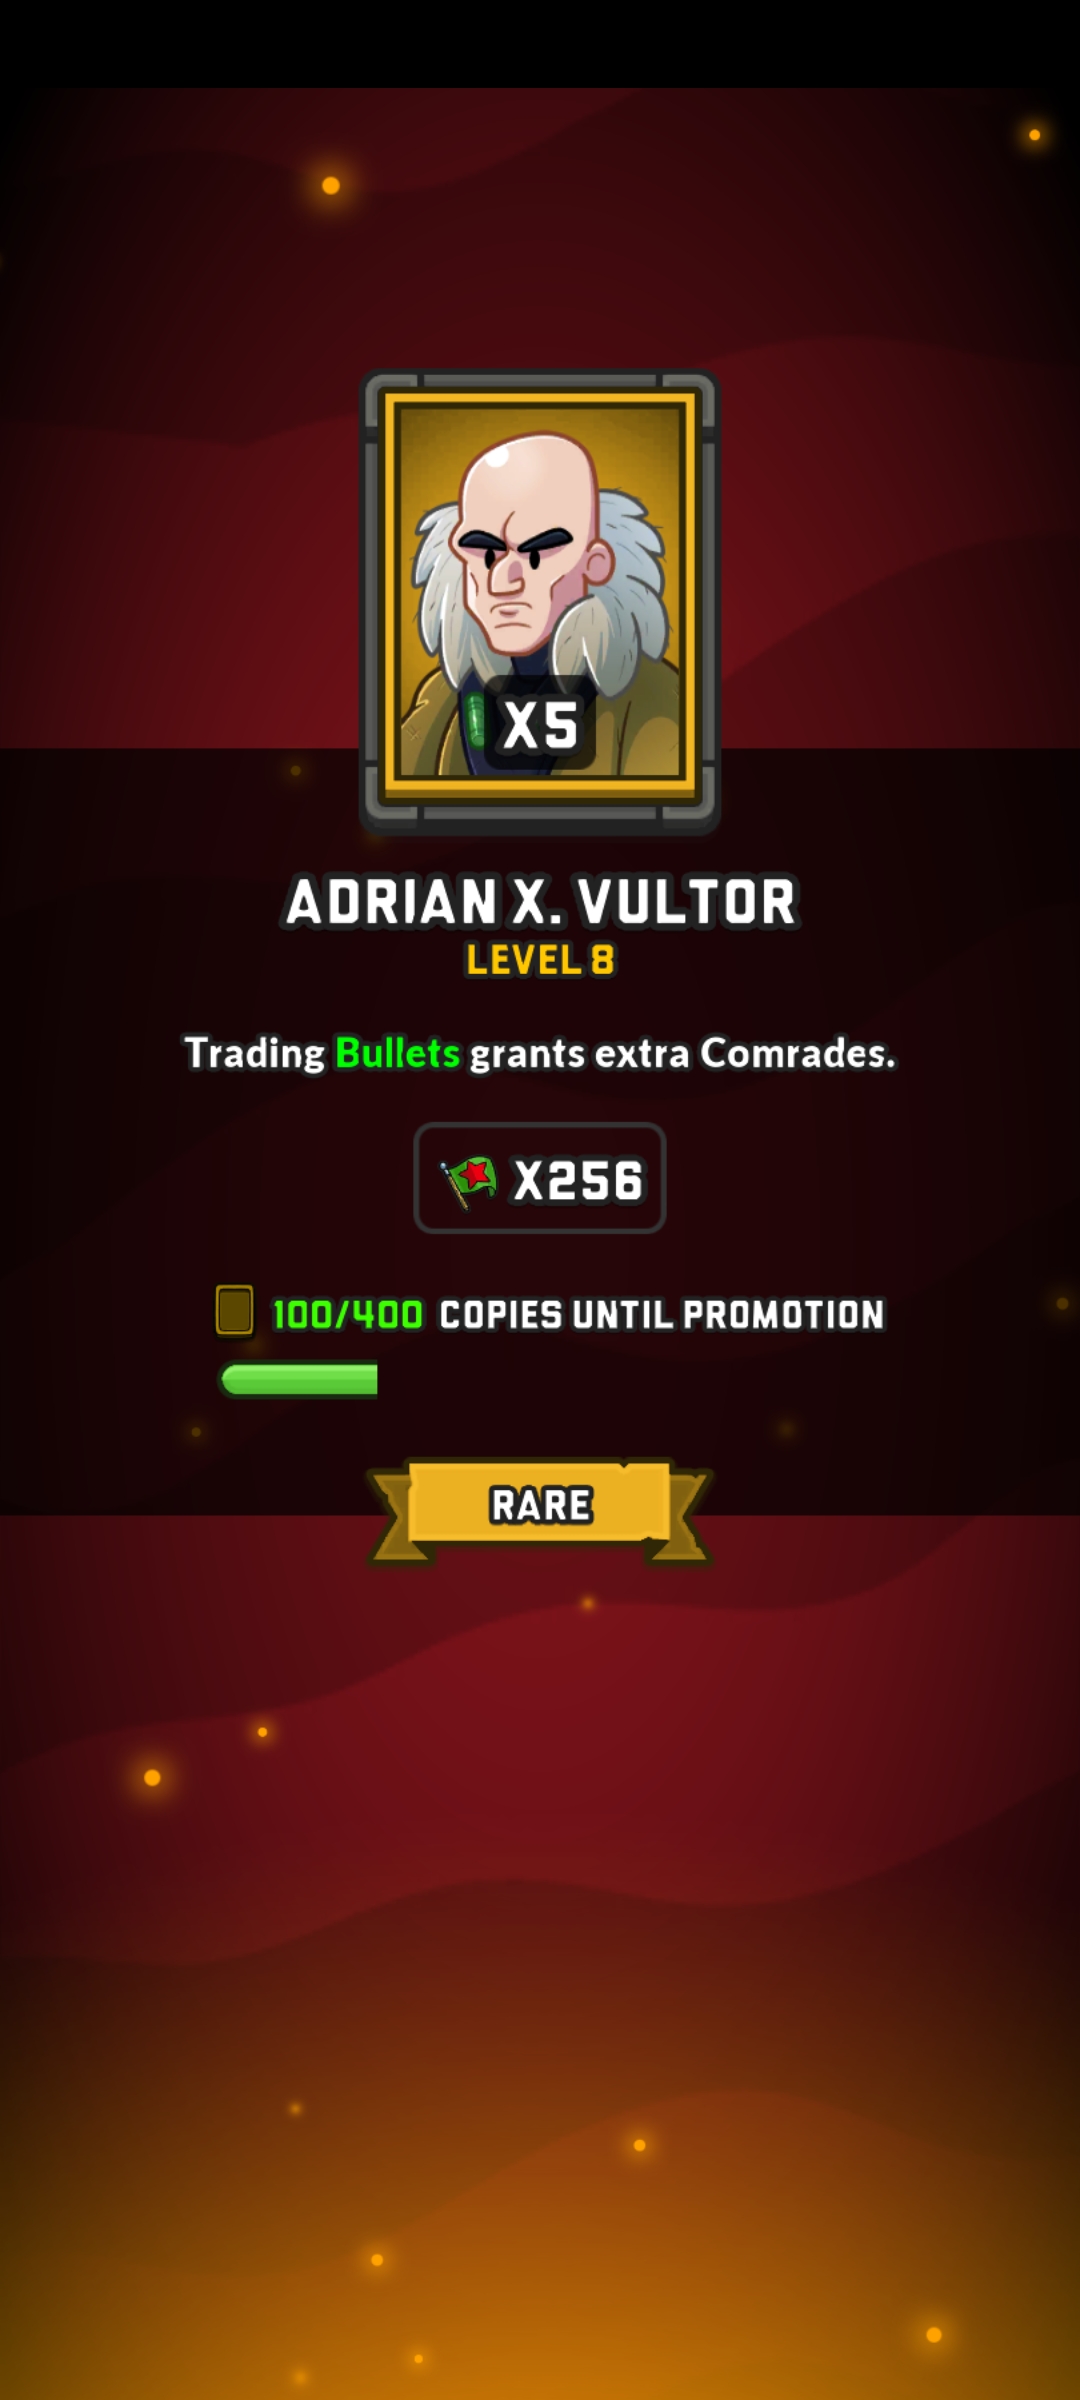 X5
ADRIAN X. VULTOR
LEVEL 8
Trading Bullets grants extra Comrades.
X256
100/400 COPIES UNTIL PROMOTION
RARE